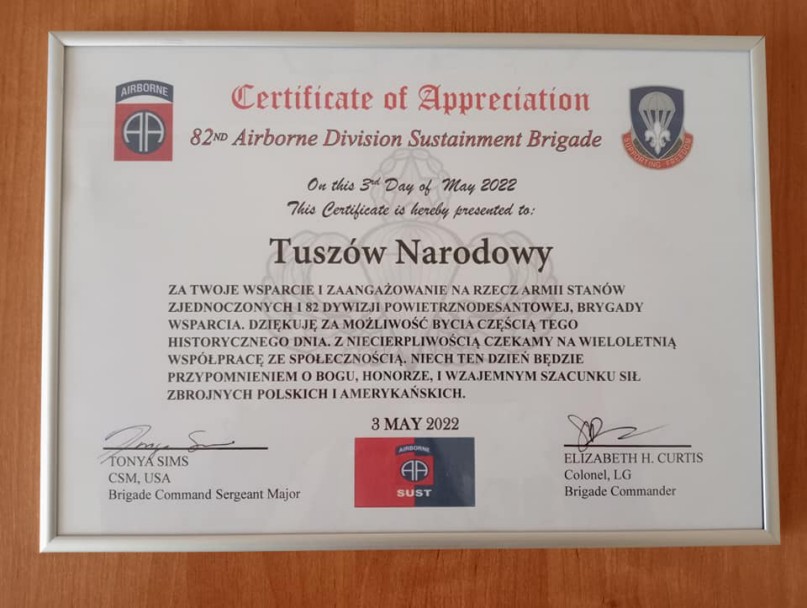 AIRBORNE
AA
Certificate of Appreciation
82ND Airborne Division Sustainment Brigade
SUPPORTING FREEDOM
On this 3rd Day of May 2022
This Certificate is hereby presented to:
Tuszów Narodowy
ZA TWOJE WSPARCIE I ZAANGAŻOWANIE NA RZECZ ARMII STANÓW
ZJEDNOCZONYCH I 82 DYWIZJI POWIETRZNODESANTOWEJ, BRYGADY
WSPARCIA. DZIĘKUJĘ ZA MOŻLIWOŚĆ BYCIA CZĘŚCIĄ TEGO
HISTORYCZNEGO DNIA. Z NIECIERPLIWOŚCIĄ CZEKAMY NA WIELOLETNIĄ
WSPÓŁPRACĘ ZE SPOŁECZNOŚCIĄ. NIECH TEN DZIEŃ BĘDZIE
PRZYPOMNIENIEM O BOGU, HONORZE, I WZAJEMNYM SZACUNKU SIŁ
ZBROJNYCH POLSKICH I AMERYKAŃSKICH.
3 MAY 2022
TONYA SIMS
CSM, USA
Brigade Command Sergeant Major
AIRBORNE
AA
SUST
ELIZABETH H. CURTIS
Colonel, LG
Brigade Commander